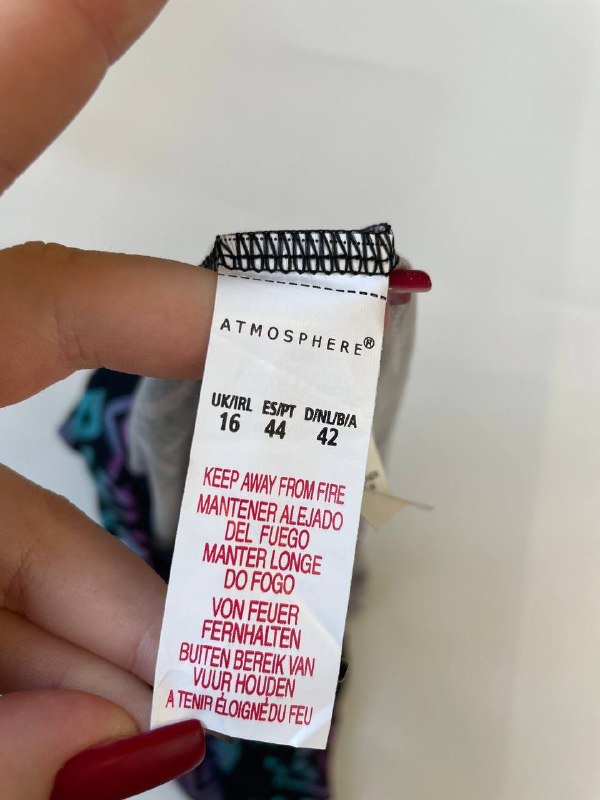 ATMOSPHERE®
UK/IRL ES/PT D/NL/B/A
16 44 42
KEEP AWAY FROM FIRE
MANTENER ALEJADO
DEL FUEGO
MANTER LONGE
DO FOGO
VON FEUER
FERNHALTEN
BUITEN BEREIK VAN
VUUR HOUDEN
A TENIR ÉLOIGNÉ DU FEU